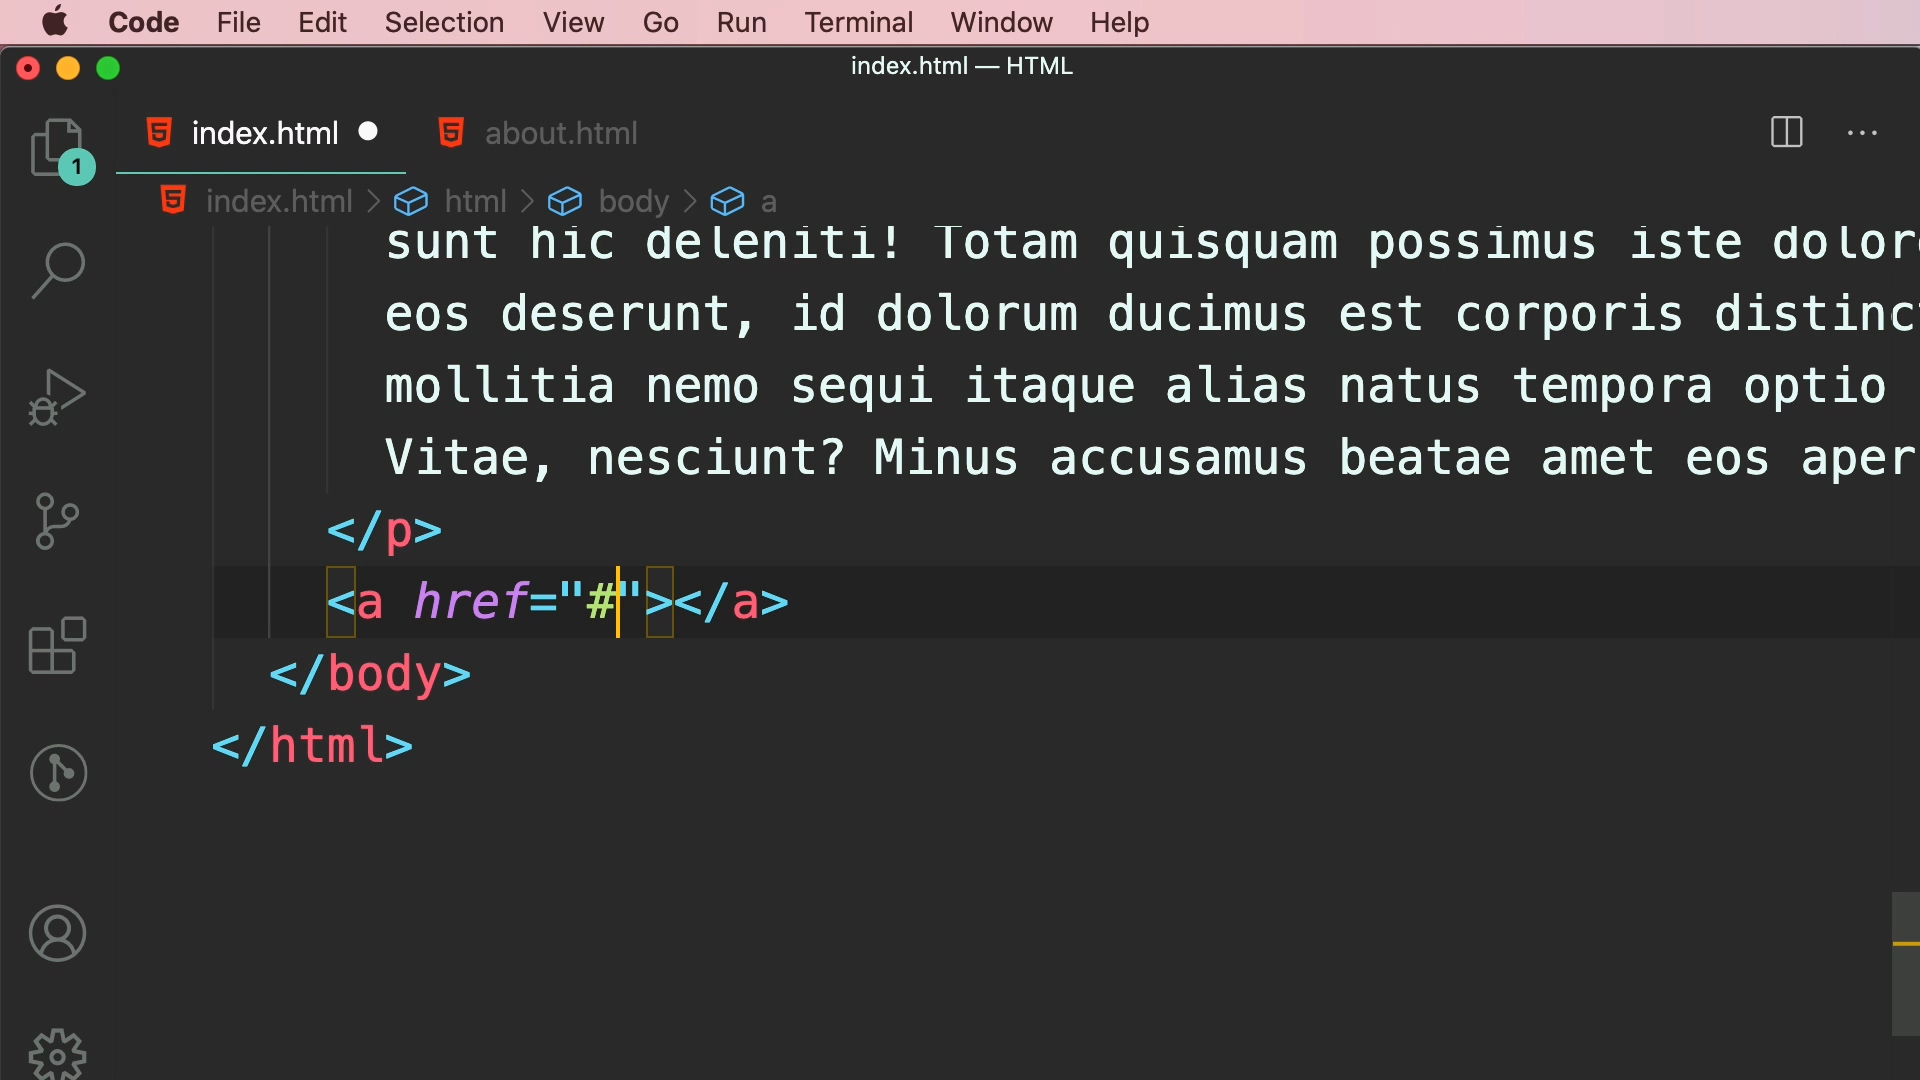 Code File Edit Selection View Go Run Terminal Window Help
index.html — HTML
index.html about.html
1
index.html > html > body > a
sunt hic deleniti! Totam quisquam possimus iste dolor
eos deserunt, id dolorum ducimus est corporis distinc
mollitia nemo sequi itaque alias natus tempora optio
Vitae, nesciunt? Minus accusamus beatae amet eos aper
</p>
<a href="#"></a>
</body>
</html>